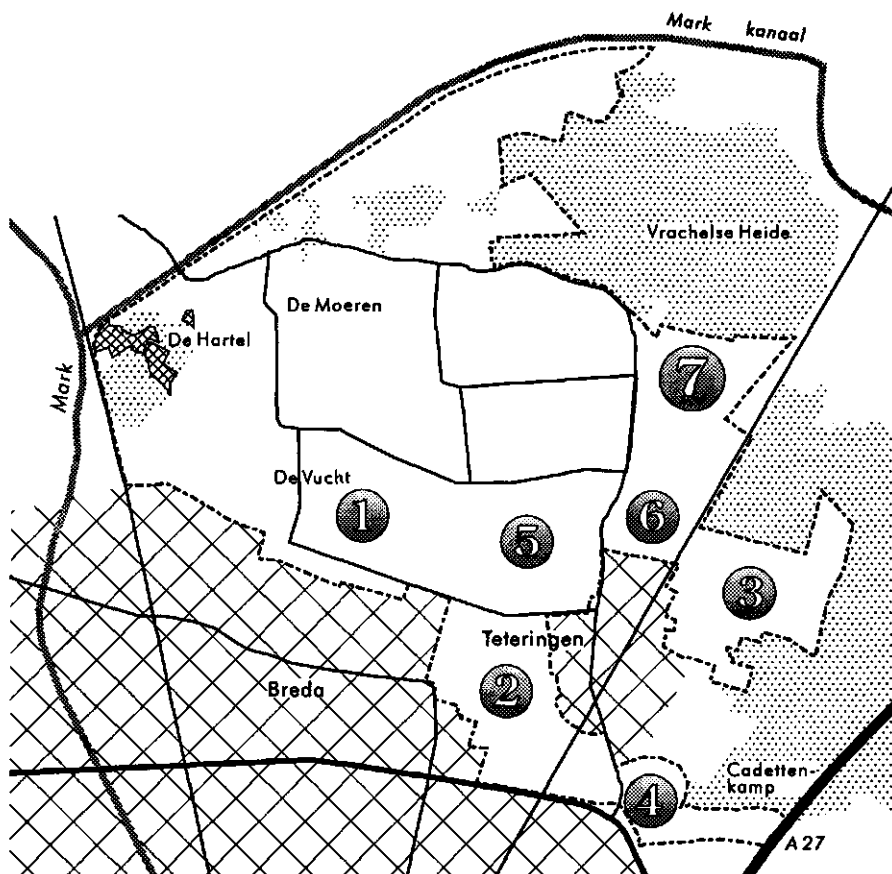 Mark kanaal
Vrachelse Heide
De Moeren
De Hartel
Mark
7
De Vucht
1
5
6
3
Teteringen
2
Breda
Cadetten-
kamp
4
A27